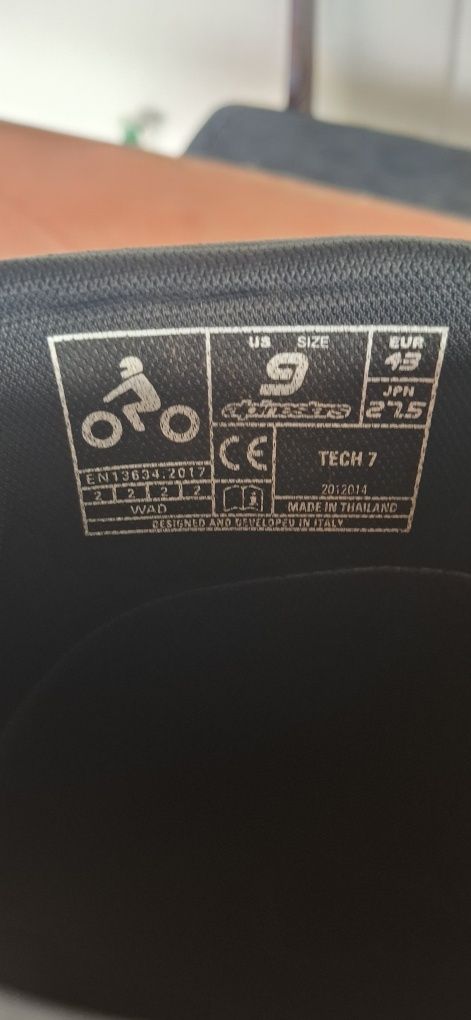 US SIZE
9
alpinestars
EUR
43
JPN
27.5
EN13634:2017
2 2 2 2
WAD
CE
TECH 7
2012014
MADE IN THAILAND
DESIGNED AND DEVELOPED IN ITALY